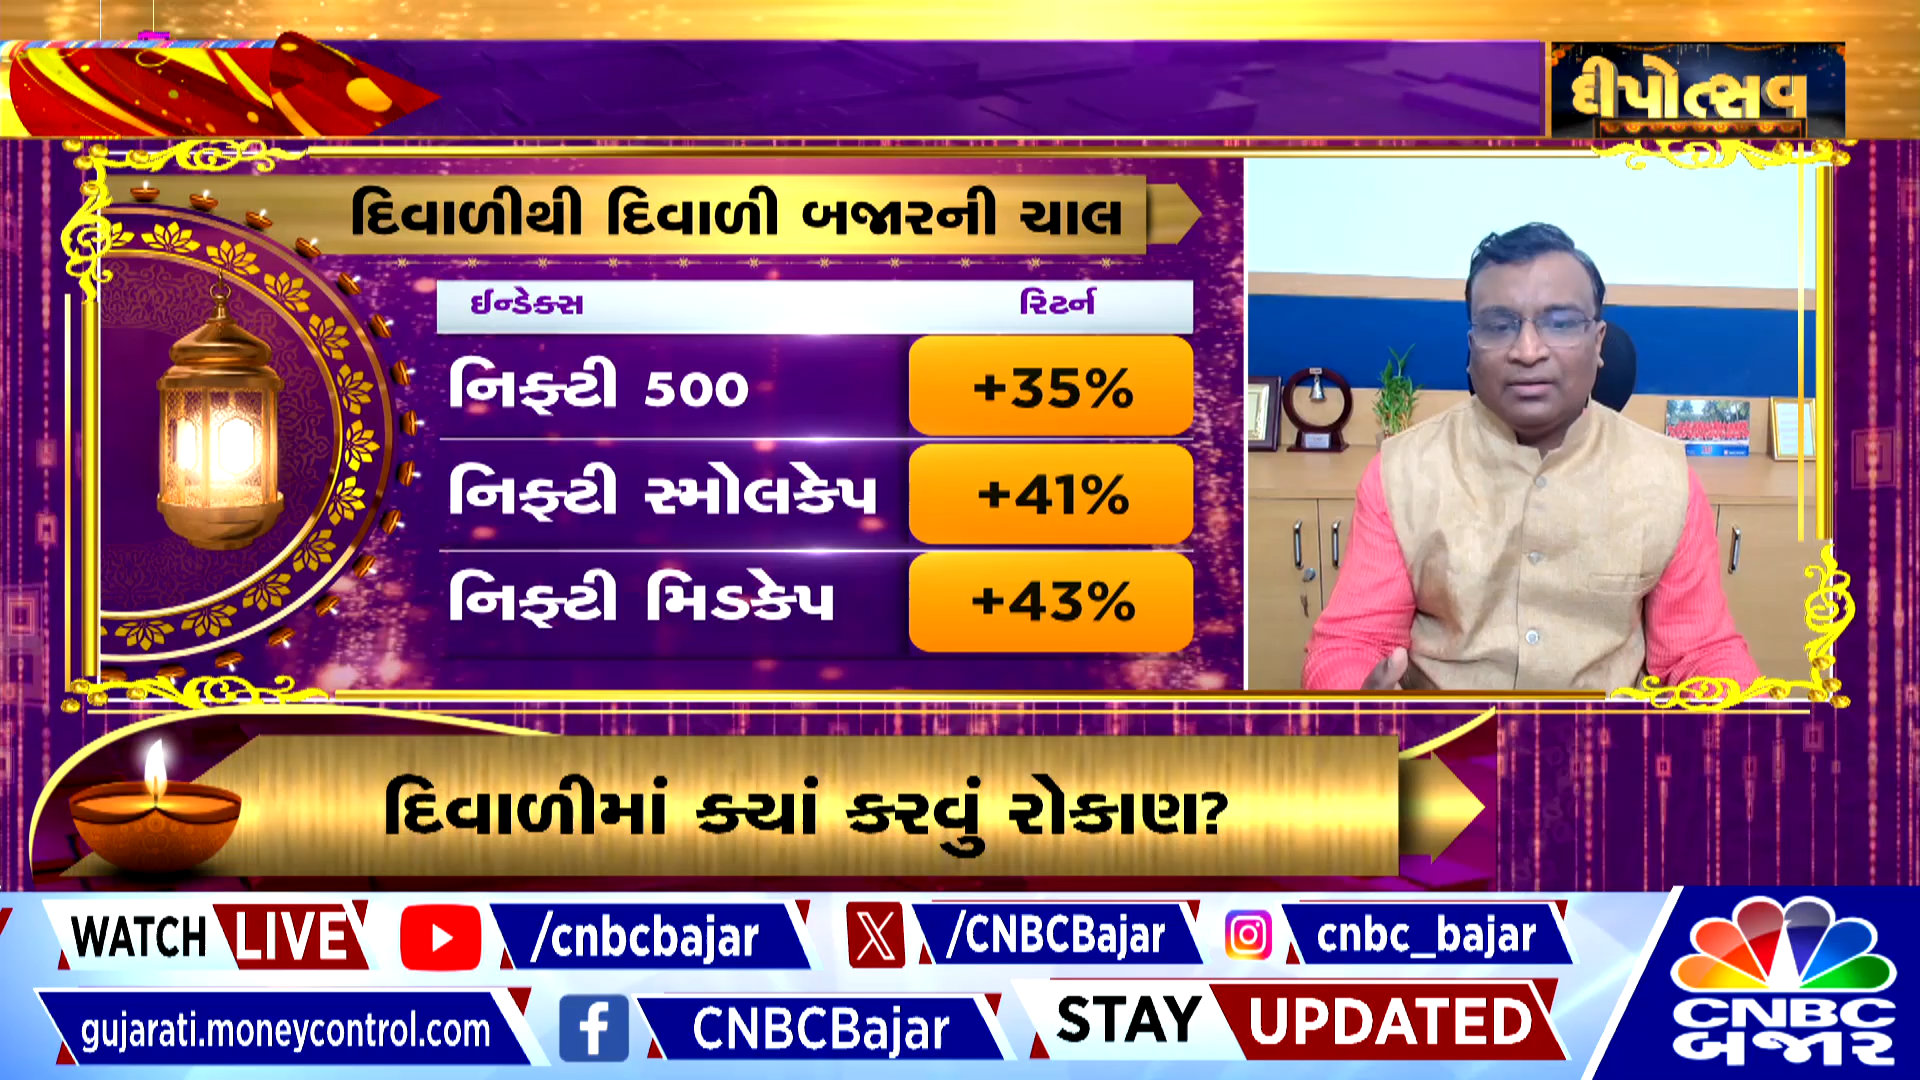 દીપોત્સવ
દિવાળીથી દિવાળી બજારની ચાલ
ઈન્ડેક્સ રિટર્ન
નિફ્ટી 500 +35%
નિફ્ટી સ્મોલકેપ +41%
નિફ્ટી મિડકેપ +43%
દિવાળીમાં ક્યાં કરવું રોકાણ?
WATCH LIVE /cnbcbajar /CNBCBajar cnbc_bajar
gujarati.moneycontrol.com CNBCBajar STAY UPDATED
CNBC
બજાર